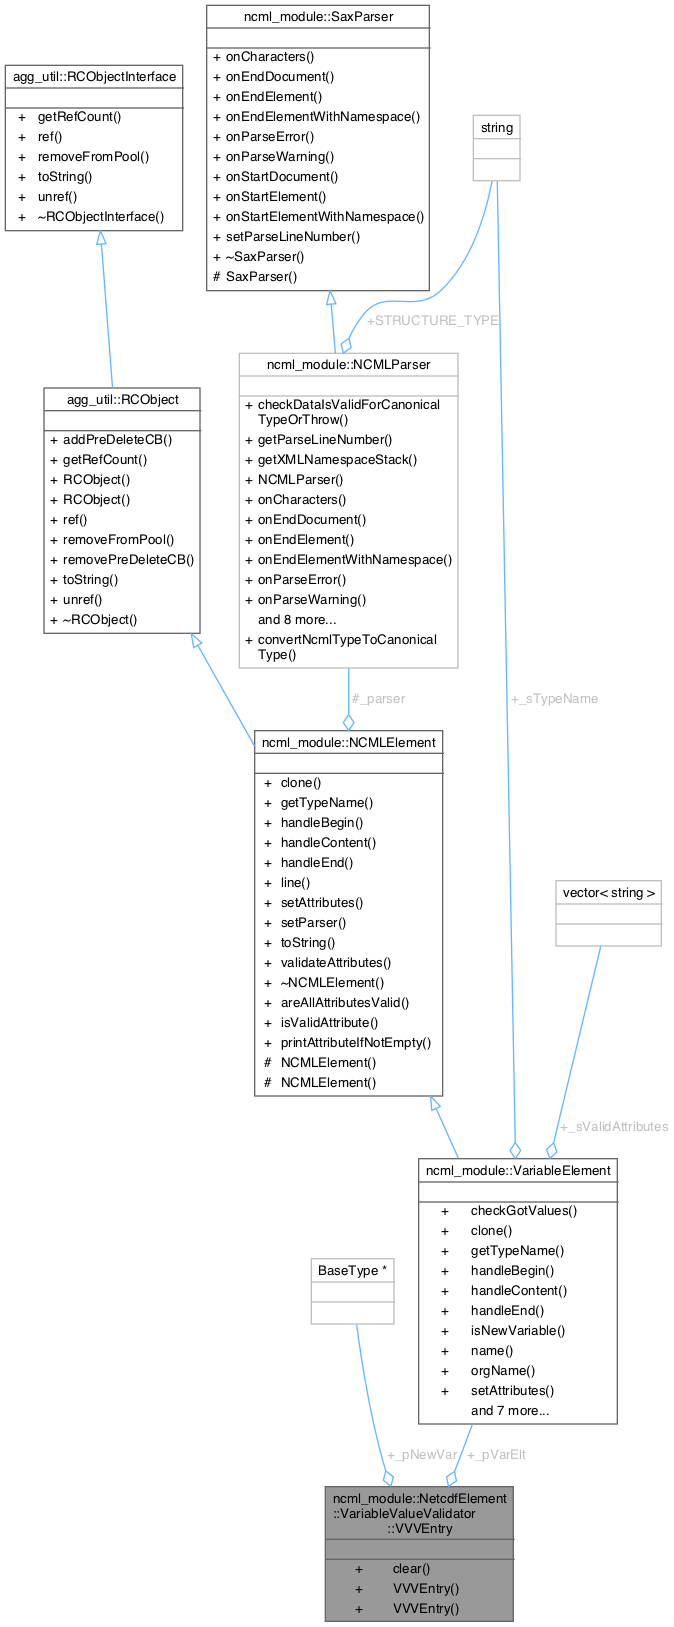 ncml_module::SaxParser
+ onCharacters()
+ onEndDocument()
+ onEndElement()
+ onEndElementWithNamespace()
+ onParseError()
+ onParseWarning()
+ onStartDocument()
+ onStartElement()
+ onStartElementWithNamespace()
+ setParseLineNumber()
+ ~SaxParser()
# SaxParser()
agg_util::RCObjectInterface
+ getRefCount()
+ ref()
+ removeFromPool()
+ toString()
+ unref()
+ ~RCObjectInterface()
string
+STRUCTURE_TYPE
ncml_module::NCMLParser
+ checkDataIsValidForCanonical
TypeOrThrow()
+ getParseLineNumber()
+ getXMLNamespaceStack()
+ NCMLParser()
+ onCharacters()
+ onEndDocument()
+ onEndElement()
+ onEndElementWithNamespace()
+ onParseError()
+ onParseWarning()
and 8 more...
+ convertNcmlTypeToCanonical
Type()
agg_util::RCObject
+ addPreDeleteCB()
+ getRefCount()
+ RCObject()
+ RCObject()
+ ref()
+ removeFromPool()
+ removePreDeleteCB()
+ toString()
+ unref()
+ ~RCObject()
#_parser
+_sTypeName
ncml_module::NCMLElement
+ clone()
+ getTypeName()
+ handleBegin()
+ handleContent()
+ handleEnd()
+ line()
+ setAttributes()
+ setParser()
+ toString()
+ validateAttributes()
+ ~NCMLElement()
+ areAllAttributesValid()
+ isValidAttribute()
+ printAttributeIfNotEmpty()
# NCMLElement()
# NCMLElement()
vector< string >
+_sValidAttributes
ncml_module::VariableElement
+ checkGotValues()
+ clone()
+ getTypeName()
+ handleBegin()
+ handleContent()
+ handleEnd()
+ isNewVariable()
+ name()
+ orgName()
+ setAttributes()
and 7 more...
BaseType *
+_pNewVar
+_pVarElt
ncml_module::NetcdfElement
::VariableValueValidator
::VVVEntry
+ clear()
+ VVVEntry()
+ VVVEntry()